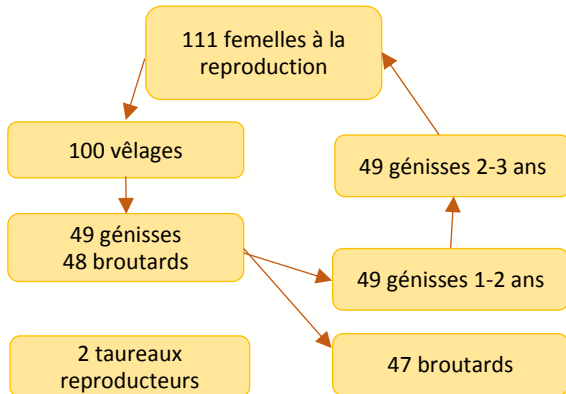 111 femelles à la
reproduction
100 vêlages
49 génisses 2-3 ans
49 génisses
48 broutards
49 génisses 1-2 ans
2 taureaux
reproducteurs
47 broutards